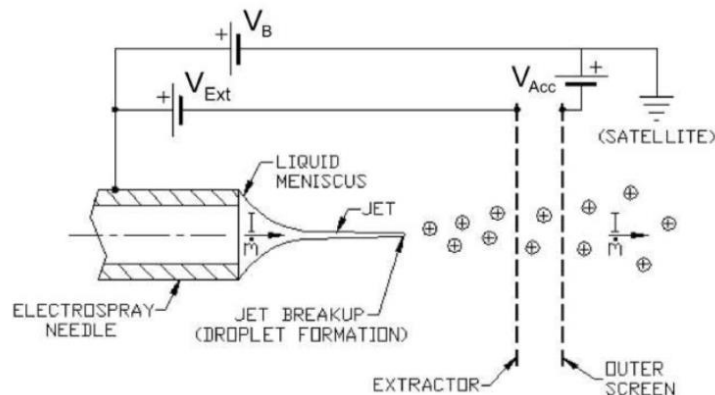 + V_B
+ V_Ext
V_Acc +
(SATELLITE)
LIQUID
MENISCUS
JET
I
ṁ
I
ṁ
ELECTROSPRAY
NEEDLE
JET BREAKUP
(DROPLET FORMATION)
EXTRACTOR
OUTER
SCREEN